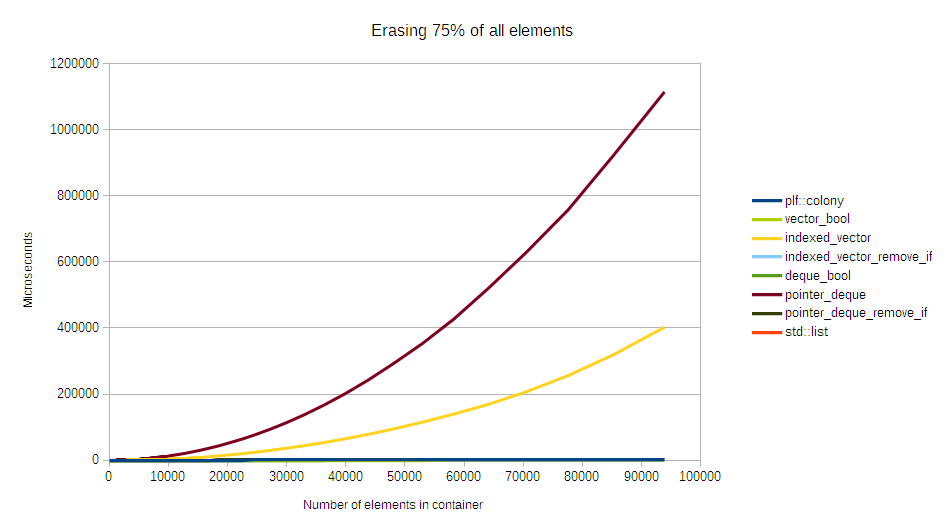 Erasing 75% of all elements
1200000
1000000
800000
600000
400000
200000
0
Microseconds
0 10000 20000 30000 40000 50000 60000 70000 80000 90000 100000
Number of elements in container
plf::colony
vector_bool
indexed_vector
indexed_vector_remove_if
deque_bool
pointer_deque
pointer_deque_remove_if
std::list